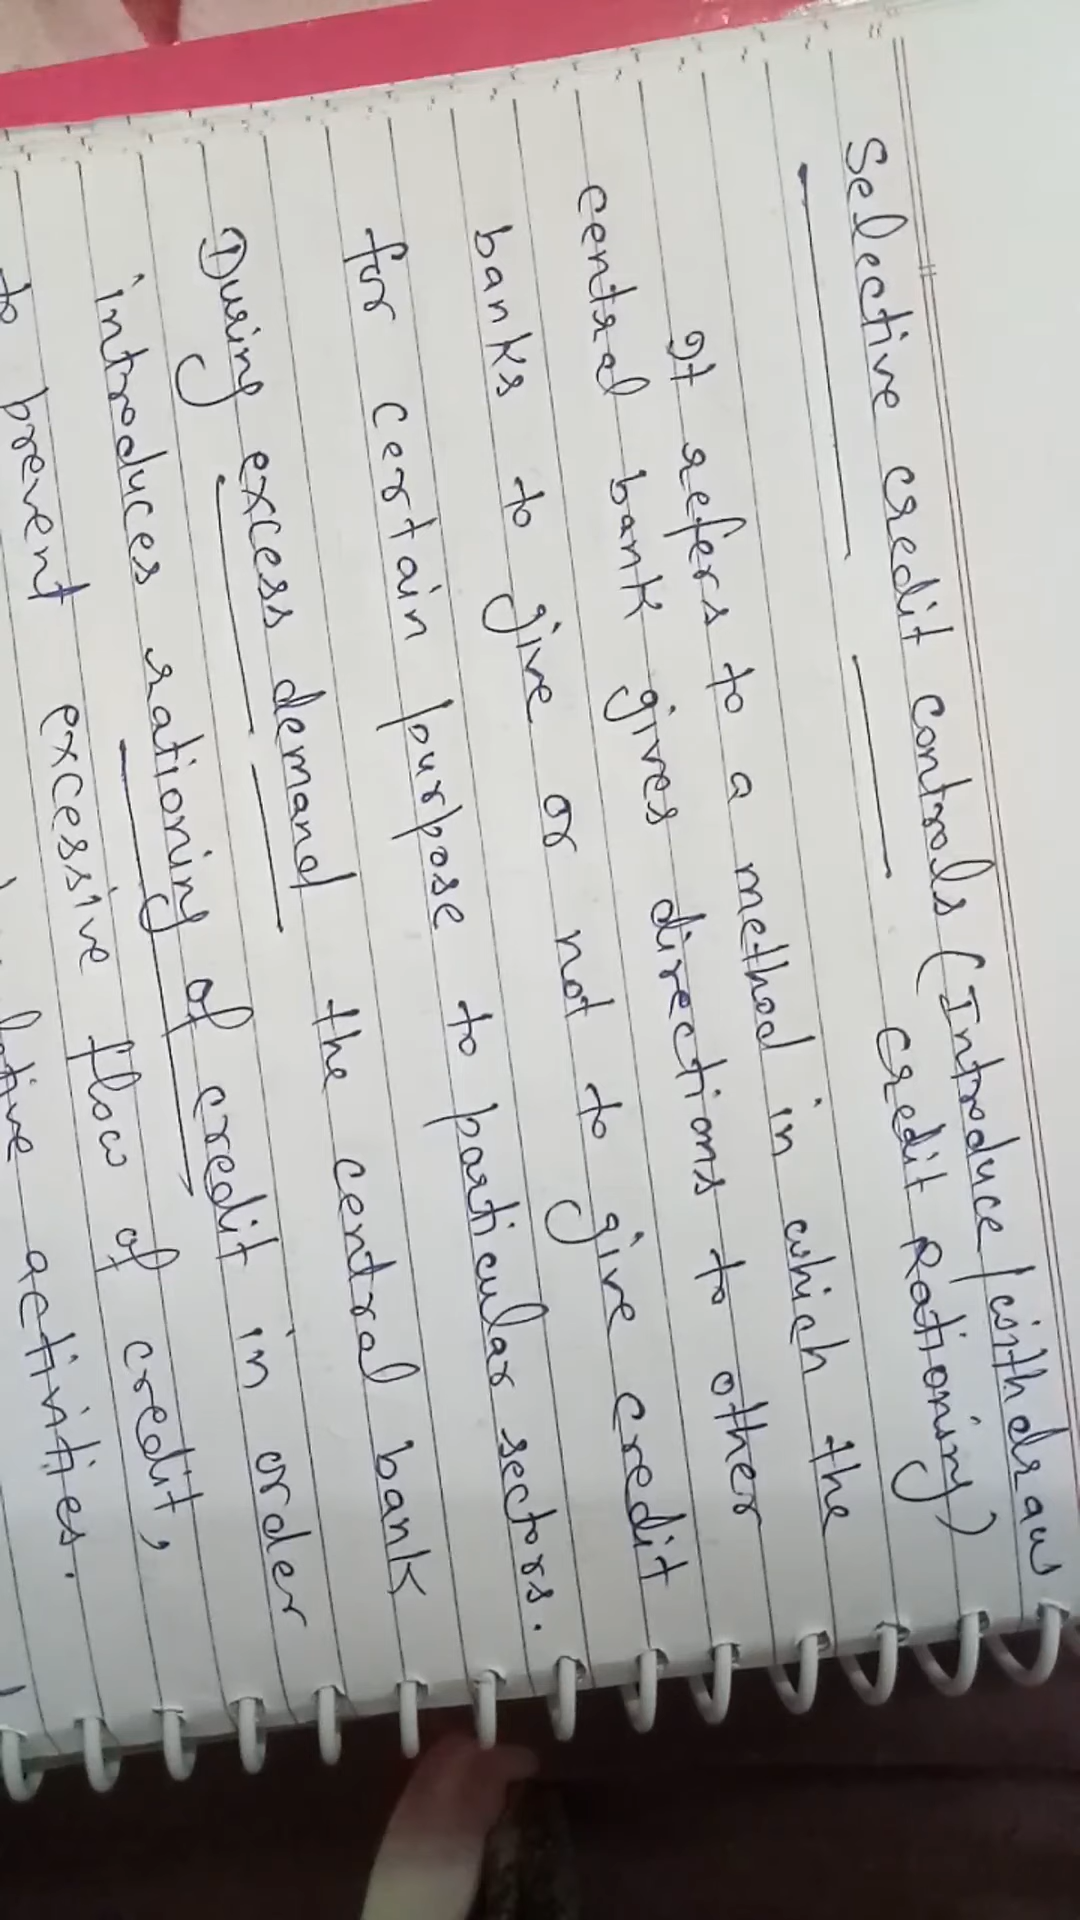 Selective credit controls (Introduce/withdraw
credit Rationing)
It refers to a method in which the
central bank gives directions to other
banks to give or not to give credit
for certain purpose to particular sectors.
During excess demand the central bank
introduces rationing of credit in order
to prevent excessive flow of credit,
activities.